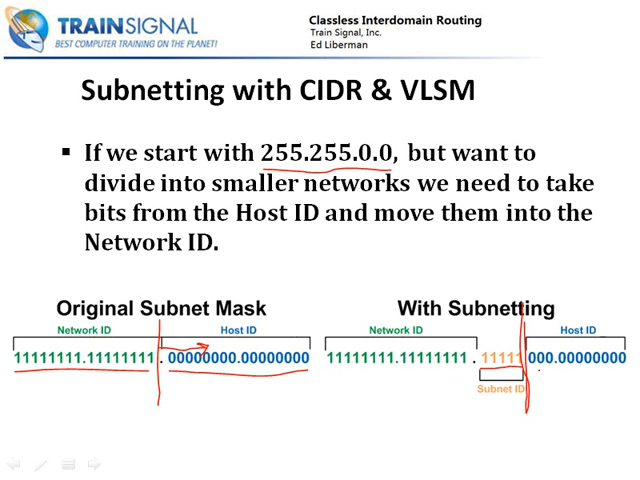 TRAINSIGNAL
BEST COMPUTER TRAINING ON THE PLANET!
Classless Interdomain Routing
Train Signal, Inc.
Ed Liberman
Subnetting with CIDR & VLSM
▪ If we start with 255.255.0.0, but want to
divide into smaller networks we need to take
bits from the Host ID and move them into the
Network ID.
Original Subnet Mask
Network ID Host ID
11111111.11111111.00000000.00000000
With Subnetting
Network ID Host ID
11111111.11111111.11111000.00000000
Subnet ID